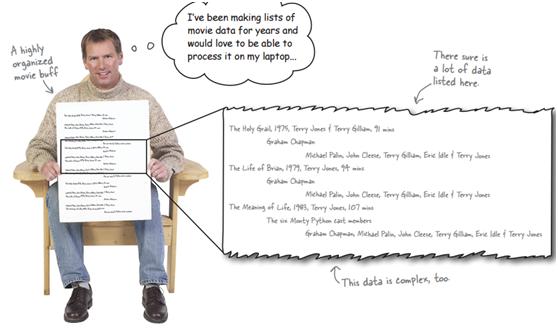 I've been making lists of
movie data for years and
would love to be able to
process it on my laptop...
A highly
organized
movie buff
There sure is
a lot of data
listed here.
The Holy Grail, 1975, Terry Jones & Terry Gilliam, 91 mins
Graham Chapman
Michael Palin, John Cleese, Terry Gilliam, Eric Idle & Terry Jones
The Life of Brian, 1979, Terry Jones, 94 mins
Graham Chapman
Michael Palin, John Cleese, Terry Gilliam, Eric Idle & Terry Jones
The Meaning of Life, 1983, Terry Jones, 107 mins
The six Monty Python cast members
Graham Chapman, Michael Palin, John Cleese, Terry Gilliam, Eric Idle & Terry Jones
This data is complex, too.